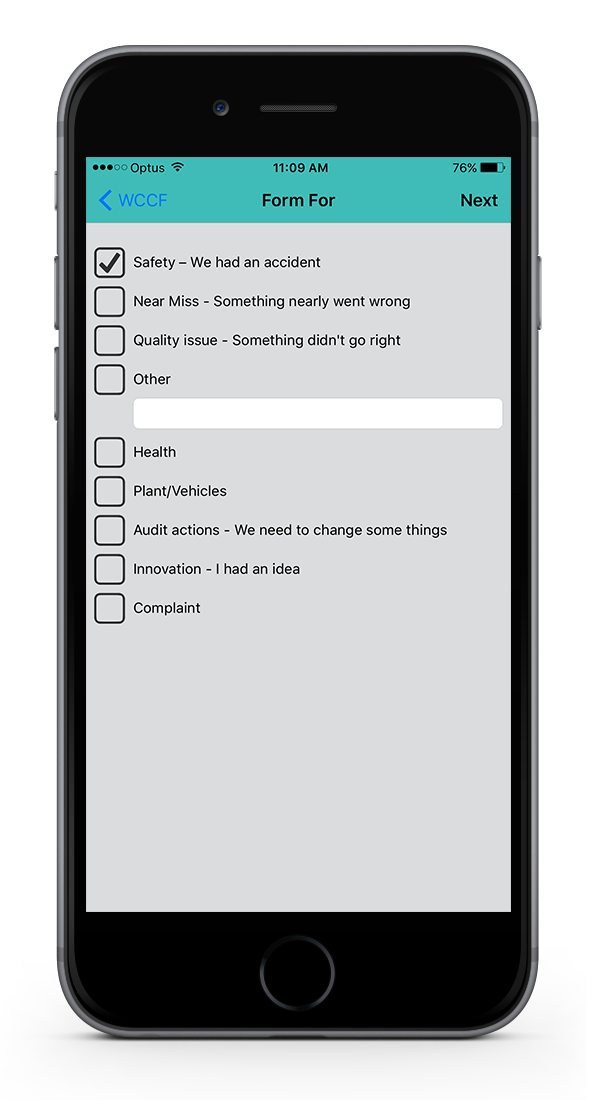 Optus 11:09 AM 76%
WCCF Form For Next
Safety – We had an accident
Near Miss - Something nearly went wrong
Quality issue - Something didn't go right
Other
Health
Plant/Vehicles
Audit actions - We need to change some things
Innovation - I had an idea
Complaint